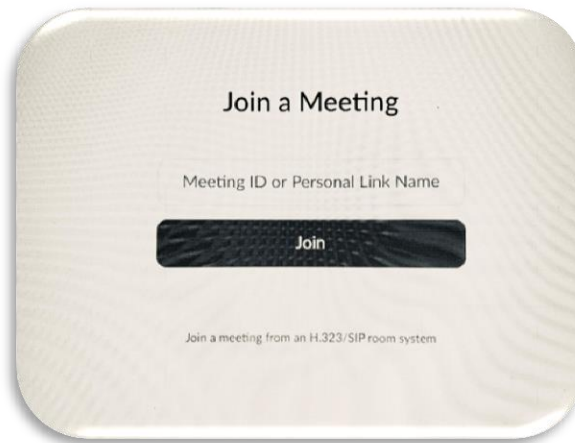 Join a Meeting
Meeting ID or Personal Link Name
Join
Join a meeting from an H.323/SIP room system